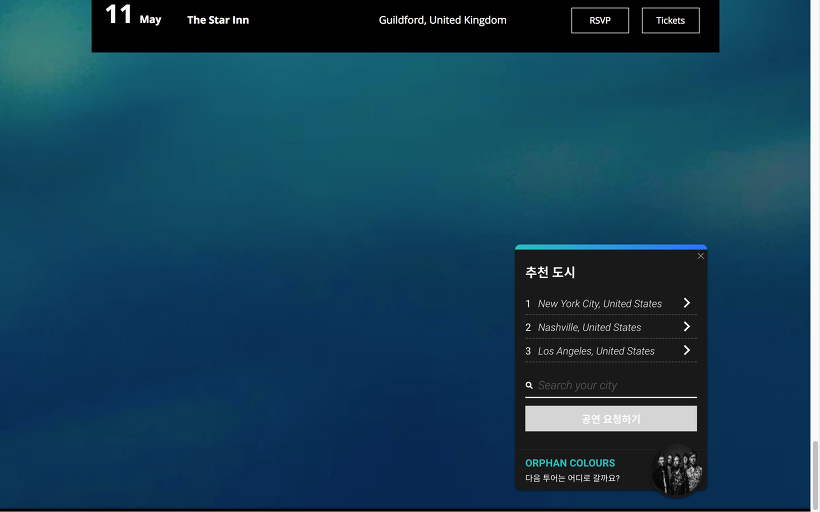 11 May The Star Inn Guildford, United Kingdom RSVP Tickets
추천 도시
1 New York City, United States
2 Nashville, United States
3 Los Angeles, United States
Search your city
공연 요청하기
ORPHAN COLOURS
다음 투어는 어디로 갈까요?